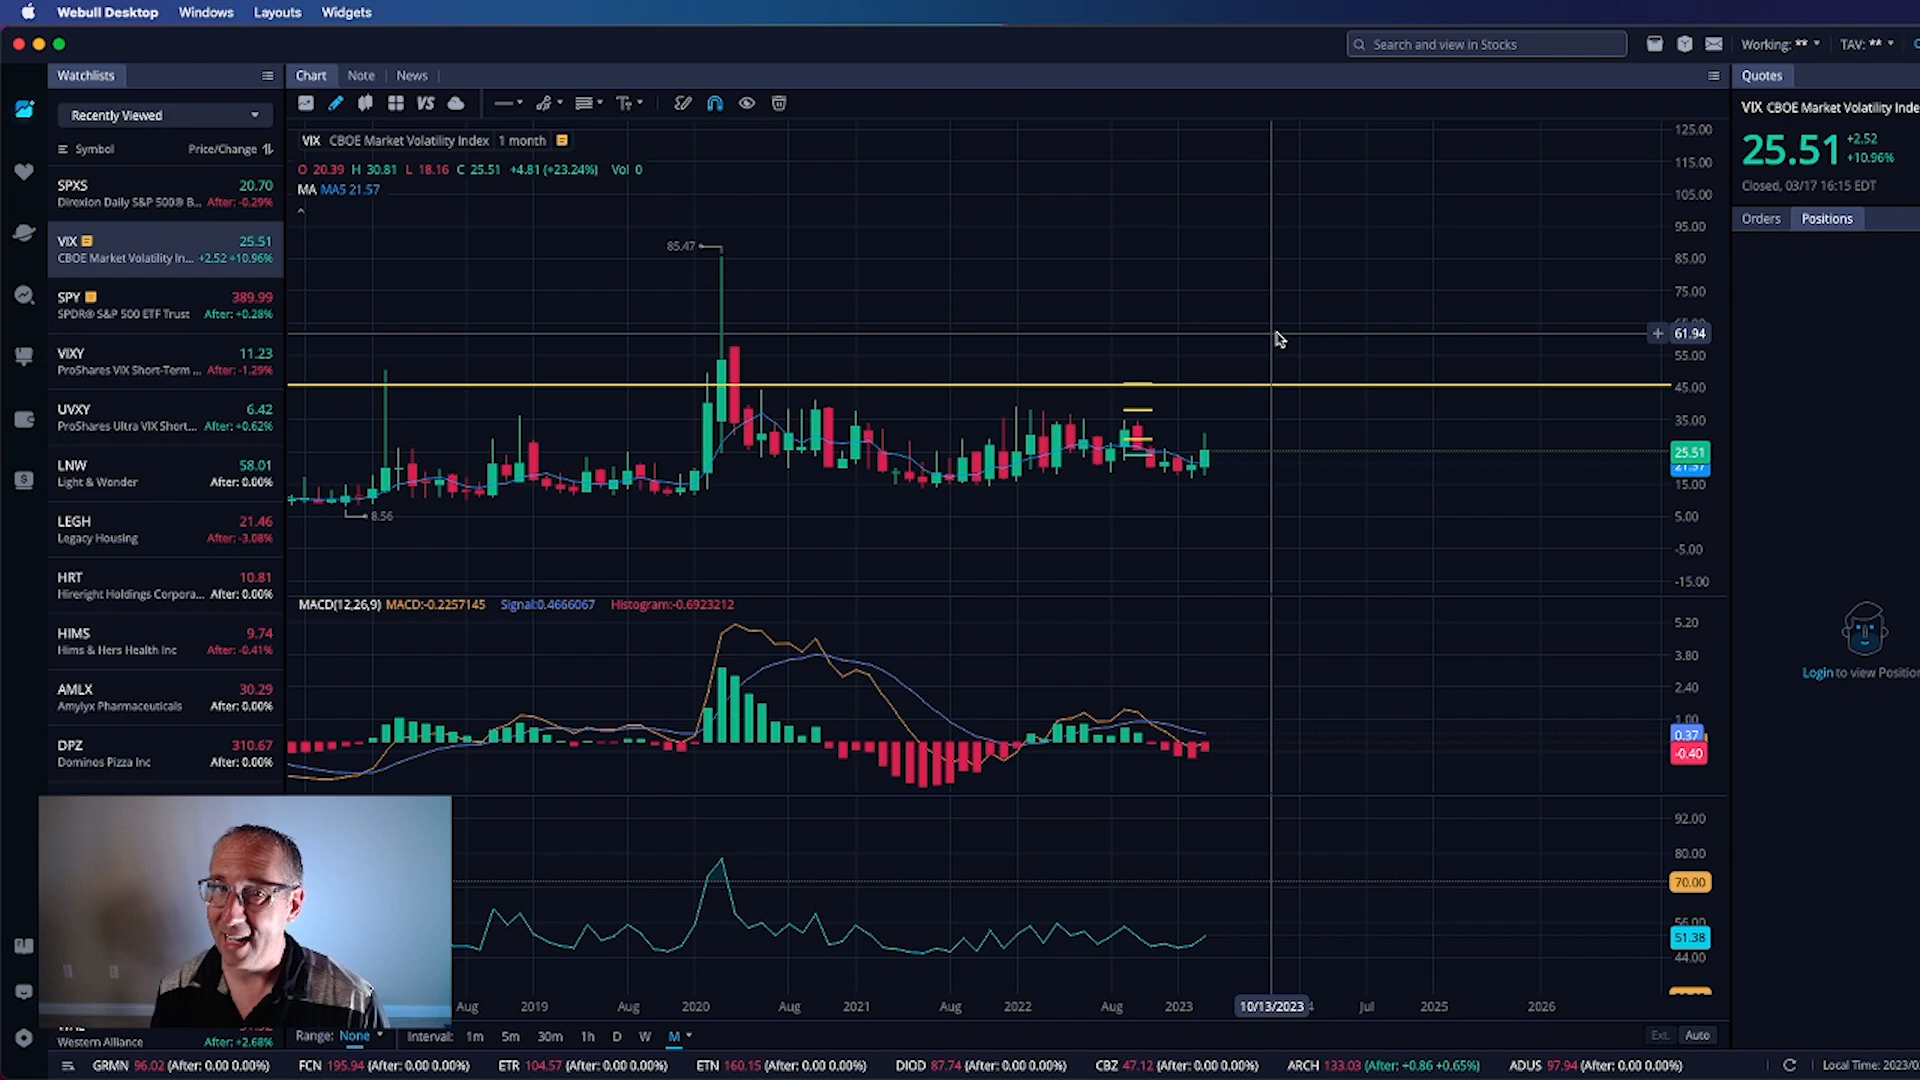 Webull Desktop Windows Layouts Widgets
Search and view in Stocks
Working: **
TAV: **
Watchlists
Chart Note News
Quotes
Recently Viewed
VS
Symbol Price/Change
SPXS 20.70
Direxion Daily S&P 500® B... After: -0.29%
VIX 25.51
CBOE Market Volatility In... +2.52 +10.96%
SPY 389.99
SPDR® S&P 500 ETF Trust After: +0.28%
VIXY 11.23
ProShares VIX Short-Term ... After: -1.29%
UVXY 6.42
ProShares Ultra VIX Short... After: +0.62%
LNW 58.01
Light & Wonder After: 0.00%
LEGH 21.46
Legacy Housing After: -3.08%
HRT 10.81
Hireright Holdings Corpora... After: 0.00%
HIMS 9.74
Hims & Hers Health Inc After: -0.41%
AMLX 30.29
Amylyx Pharmaceuticals After: 0.00%
DPZ 310.67
Dominos Pizza Inc After: 0.00%
Western Alliance After: +2.68%
VIX CBOE Market Volatility Index 1 month
O 20.39 H 30.81 L 18.16 C 25.51 +4.81 (+23.24%) Vol 0
MA MA5 21.57
85.47
8.56
125.00
115.00
105.00
95.00
85.00
75.00
61.94
55.00
45.00
35.00
25.51
21.57
15.00
5.00
-5.00
-15.00
MACD(12,26,9) MACD:-0.2257145 Signal:0.4666067 Histogram:-0.6923212
5.20
3.80
2.40
1.00
0.37
-0.40
92.00
80.00
70.00
56.00
51.38
44.00
Aug 2019 Aug 2020 Aug 2021 Aug 2022 Aug 2023 10/13/2023 Jul 2025 2026
Range: None Interval: 1m 5m 30m 1h D W M
Ext. Auto
VIX CBOE Market Volatility Inde
25.51 +2.52
+10.96%
Closed, 03/17 16:15 EDT
Orders Positions
Login to view Position
GRMN 96.02 (After: 0.00 0.00%) FCN 195.94 (After: 0.00 0.00%) ETR 104.57 (After: 0.00 0.00%) ETN 160.15 (After: 0.00 0.00%) DIOD 87.74 (After: 0.00 0.00%) CBZ 47.12 (After: 0.00 0.00%) ARCH 133.03 (After: +0.86 +0.65%) ADUS 97.94 (After: 0.00 0.00%)
Local Time: 2023/0